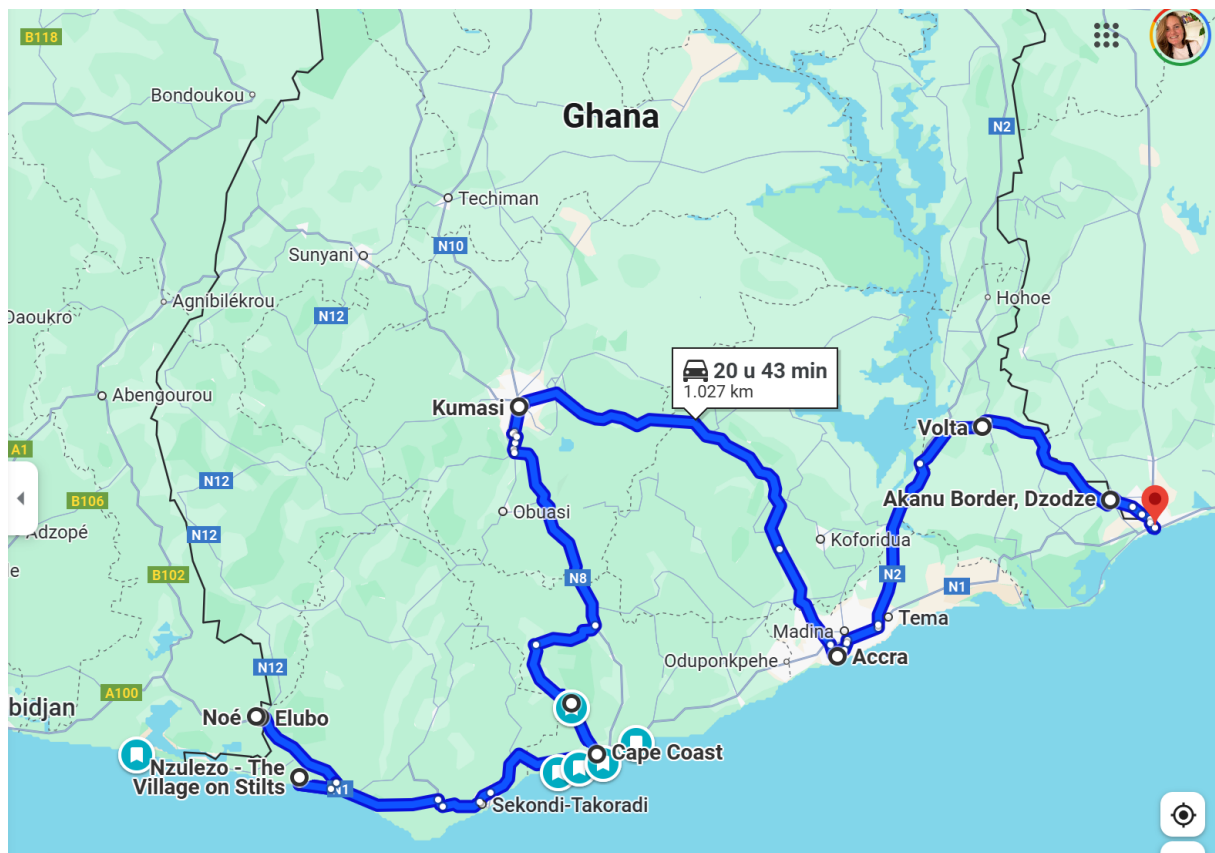 B118
Bondoukou
Ghana
N2
Techiman
N10
Sunyani
Agnibilékrou
Hohoe
Daoukro
N12
20 u 43 min
1.027 km
Abengourou
Kumasi
Volta
A1
N12
B106
Akanu Border, Dzodze
Obuasi
Adzopé
N12
Koforidua
le
B102
N8
N2
N1
Tema
Madina
Accra
Oduponkpehe
N12
A100
bidjan
Noé
Elubo
Cape Coast
Nzulezo - The
Village on Stilts
N1
Sekondi-Takoradi